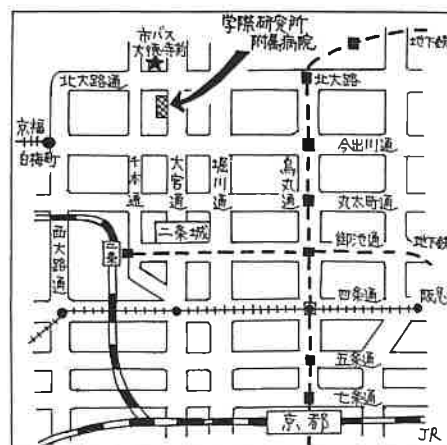 学際研究所
附属病院
市バス
大徳寺前
地下鉄
北大路通
北大路
京福
白梅町
今出川通
千本通
大宮通
堀川通
烏丸通
丸太町通
二条城
御池通
地下鉄
西大路通
二条
四条通
阪急
五条通
七条通
京都
JR